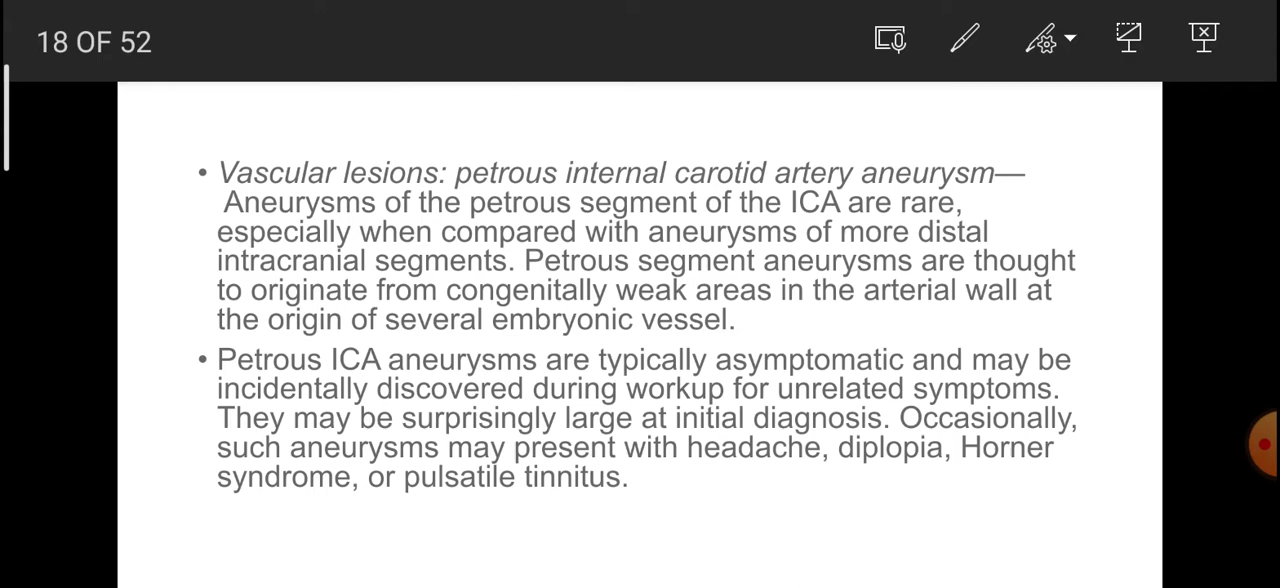 18 OF 52
• Vascular lesions: petrous internal carotid artery aneurysm—
Aneurysms of the petrous segment of the ICA are rare,
especially when compared with aneurysms of more distal
intracranial segments. Petrous segment aneurysms are thought
to originate from congenitally weak areas in the arterial wall at
the origin of several embryonic vessel.
• Petrous ICA aneurysms are typically asymptomatic and may be
incidentally discovered during workup for unrelated symptoms.
They may be surprisingly large at initial diagnosis. Occasionally,
such aneurysms may present with headache, diplopia, Horner
syndrome, or pulsatile tinnitus.